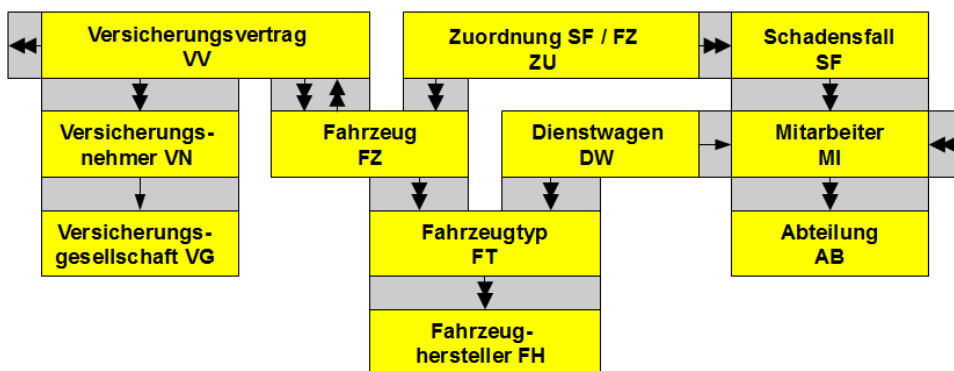 Versicherungsvertrag
VV
Zuordnung SF / FZ
ZU
Schadensfall
SF
Versicherungs-
nehmer VN
Fahrzeug
FZ
Dienstwagen
DW
Mitarbeiter
MI
Versicherungs-
gesellschaft VG
Fahrzeugtyp
FT
Abteilung
AB
Fahrzeug-
hersteller FH